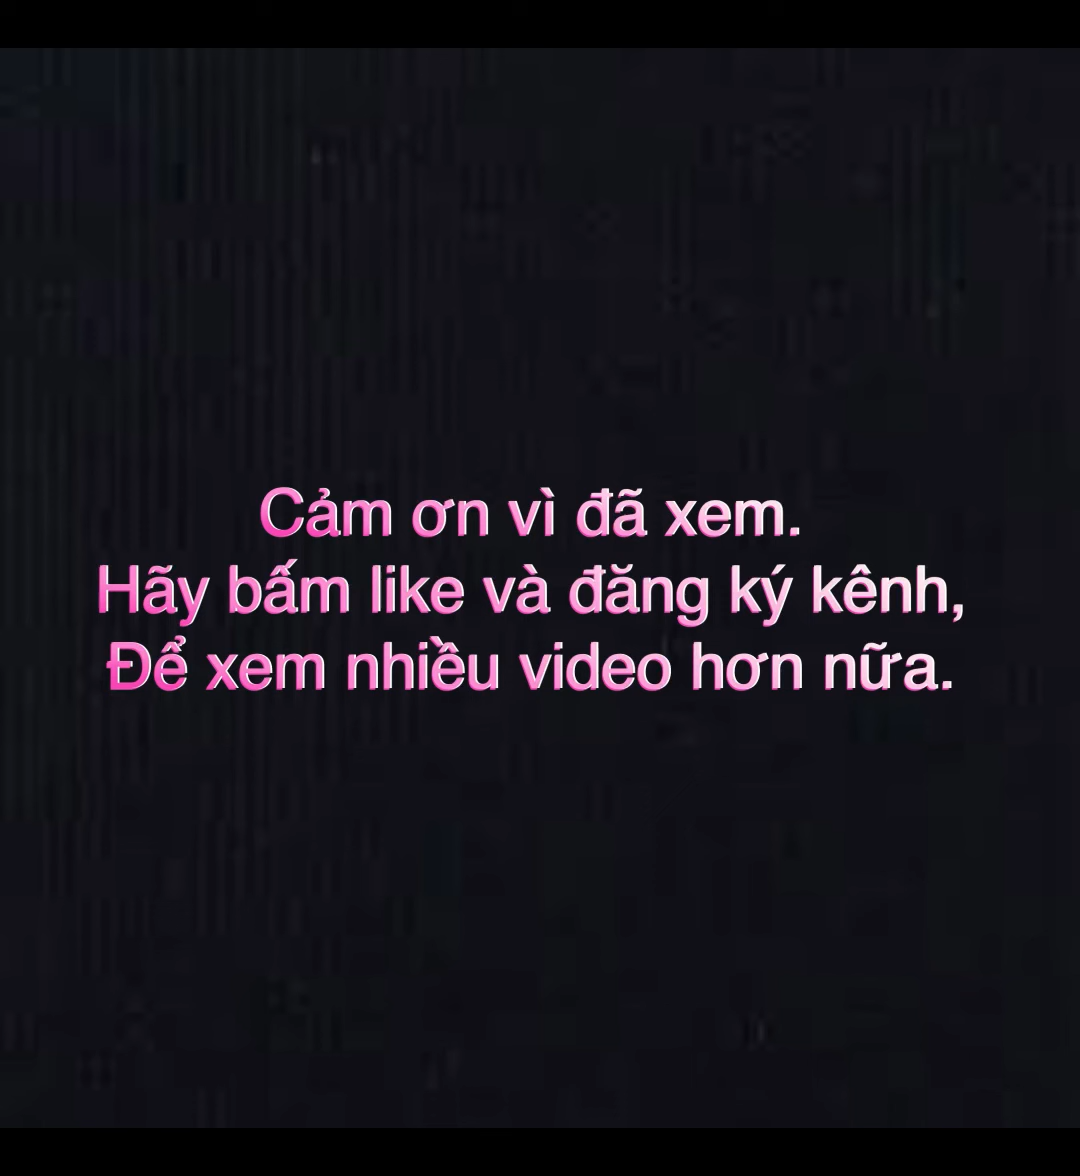 Cảm ơn vì đã xem.
Hãy bấm like và đăng ký kênh,
Để xem nhiều video hơn nữa.